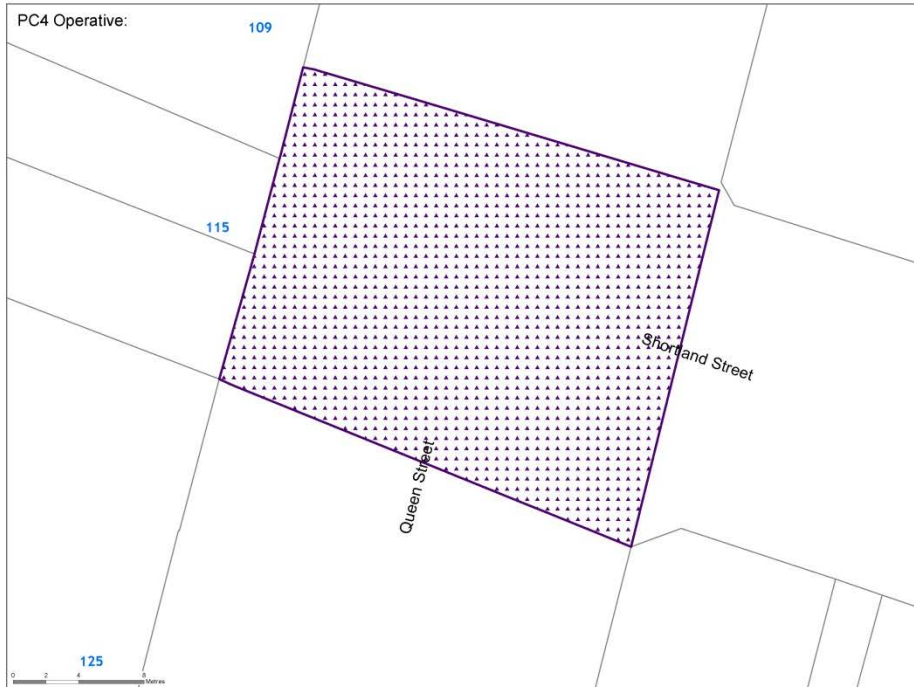 PC4 Operative:
109
115
Shortland Street
Queen Street
125
0 2 4 8
Metres